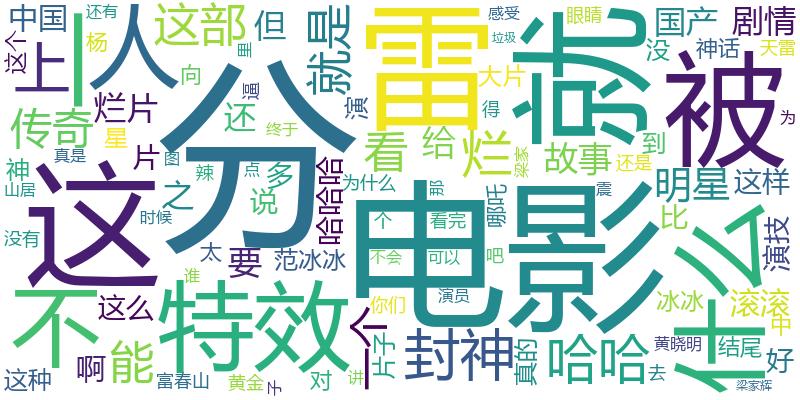 中国
还有
杨
人
这部
但
就是
雷
感受
垃圾
就
眼睛
国产
剧情
这个
上
一
向
里
逼
演
大片
没
神话
天雷
烂片
分
得
被
传奇
星
还
终于
看
给
烂
故事
到
为
真是
片
图
辣
点
多
哈哈哈
梁家
还是
神
山居
这
之
说
为什么
那
哪吒
震
明星
这样
时候
电影
个
看完
比
什么
演技
没有
太
要
范冰冰
不会
可以
吧
谁
不
这么
特效
你们
演员
冰冰
滚滚
中
一个
片子
封神
真的
哈哈
黄晓明
结尾
好
啊
能
这种
富春山
黄金
子
对
讲
去
梁家辉